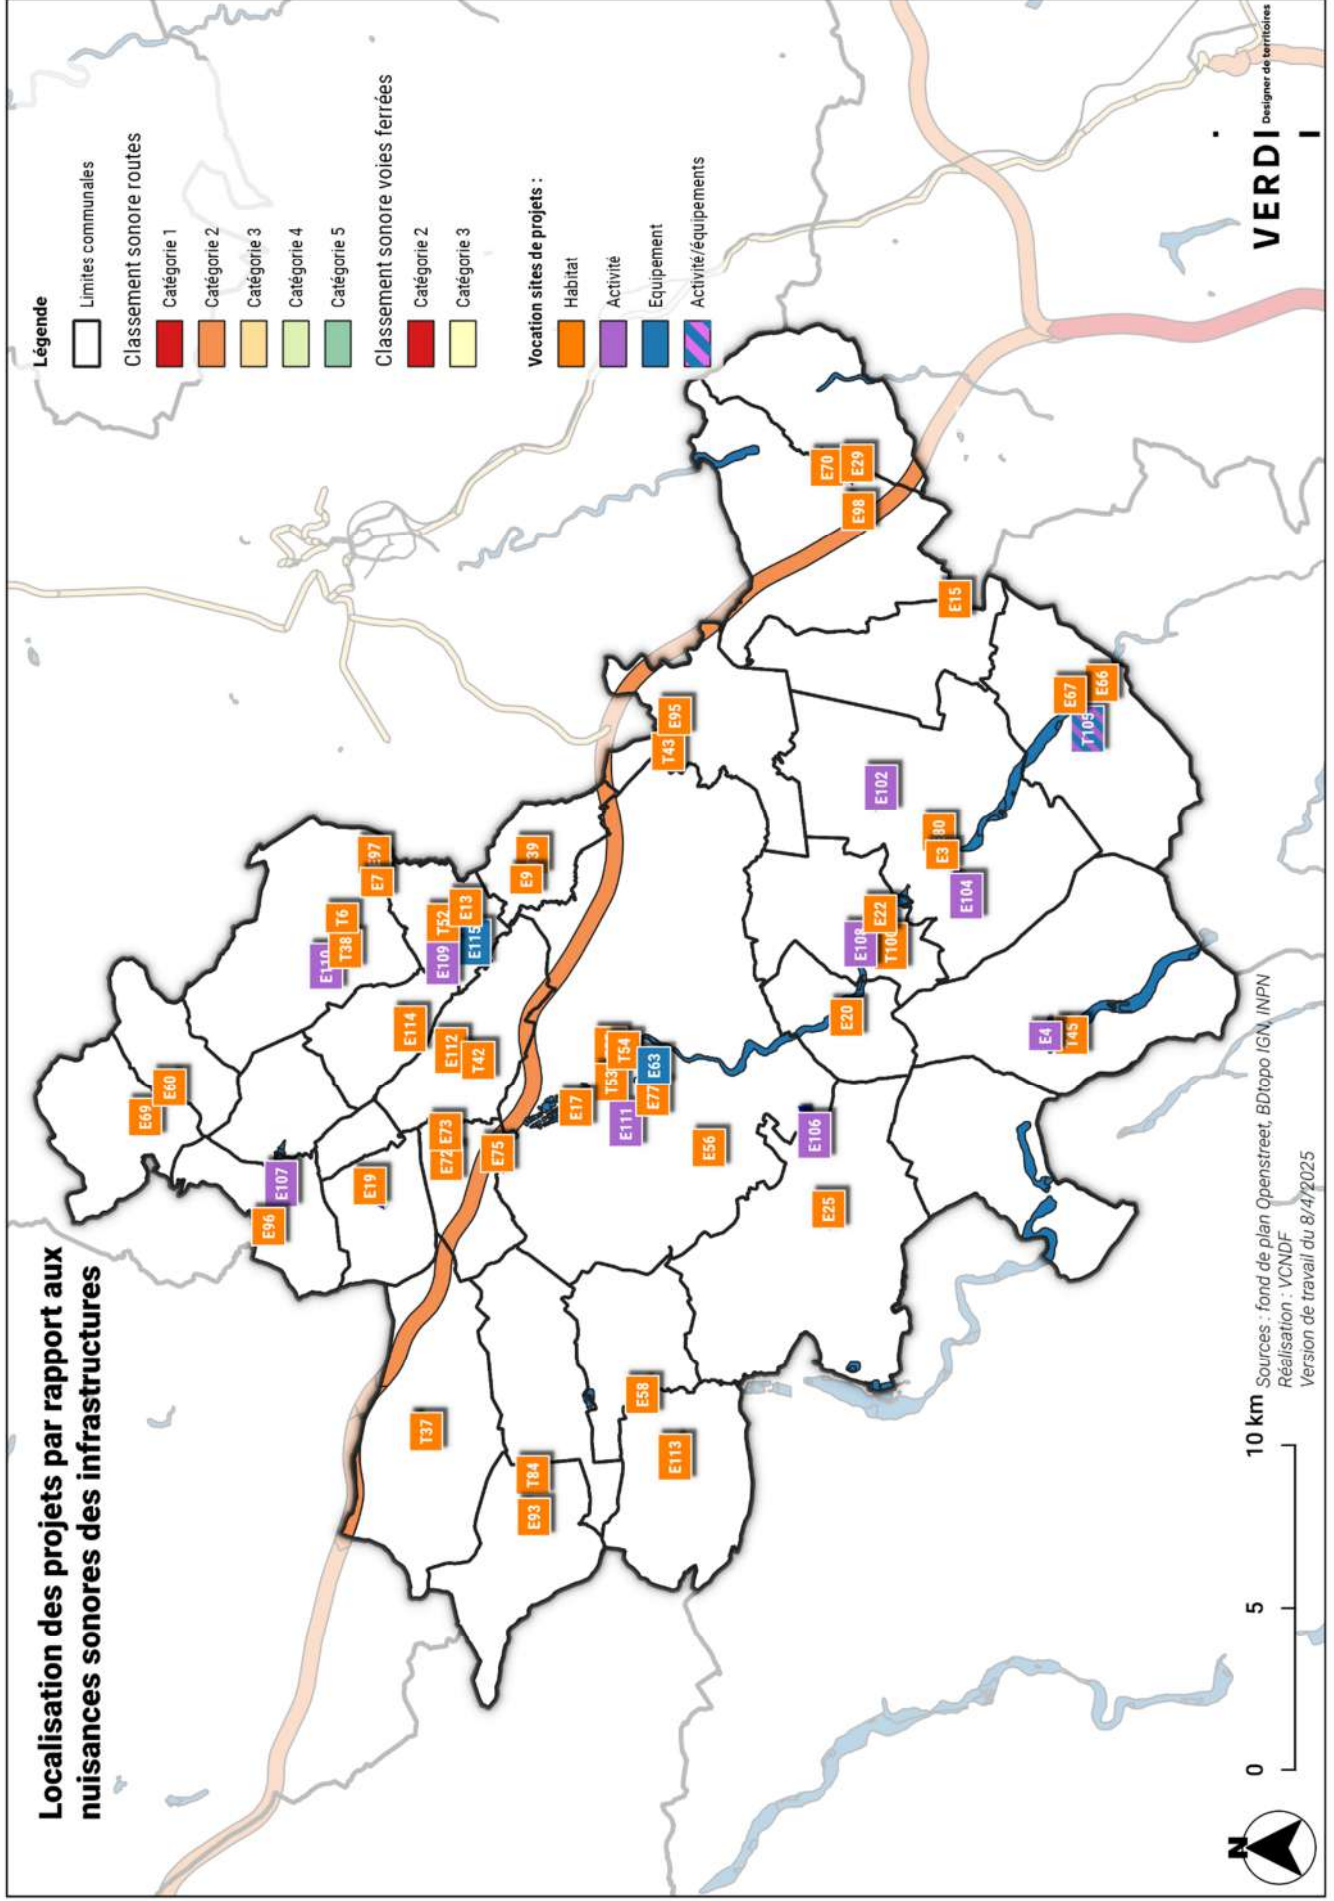 Localisation des projets par rapport aux
nuisances sonores des infrastructures
Légende
Limites communales
Classement sonore routes
Catégorie 1
Catégorie 2
Catégorie 3
Catégorie 4
Catégorie 5
Classement sonore voies ferrées
Catégorie 2
Catégorie 3
Vocation sites de projets :
Habitat
Activité
Equipement
Activité/équipements
E69
E60
E96
E107
E19
E110
T38
T6
E7
E97
E114
E109
T52
E13
E115
E112
T42
E72
E73
E75
E9
T37
E93
T84
E58
E113
E17
T53
T54
E111
E77
E63
E56
T43
E95
E70
E29
E98
E15
E106
E25
E20
E108
E22
E102
E3
E104
E4
T45
E67
E66
T105
N
0
5
10 km
Sources : fond de plan Openstreet, BDtopo IGN, INPN
Réalisation : VCNDF
Version de travail du 8/4/2025
VERDI
Designer de territoires